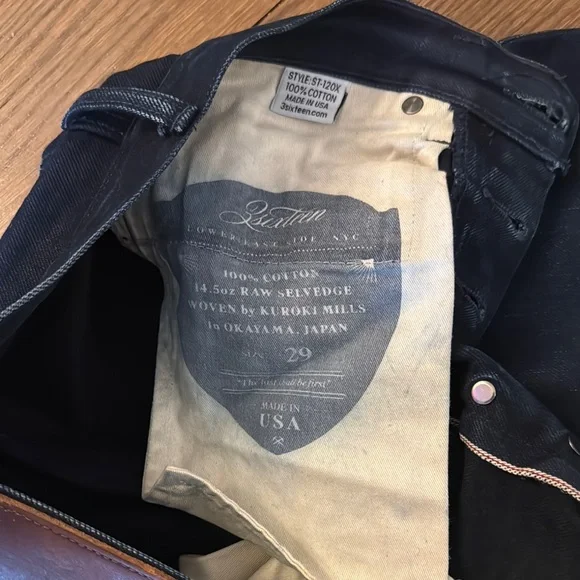 STYLE: ST-120X
100% COTTON
MADE IN USA
3sixteen.com
3sixteen
LOWER EAST SIDE NYC
100% COTTON
14.5oz RAW SELVEDGE
WOVEN by KUROKI MILLS
In OKAYAMA, JAPAN
SIZE 29
"The last shall be first"
MADE IN
USA